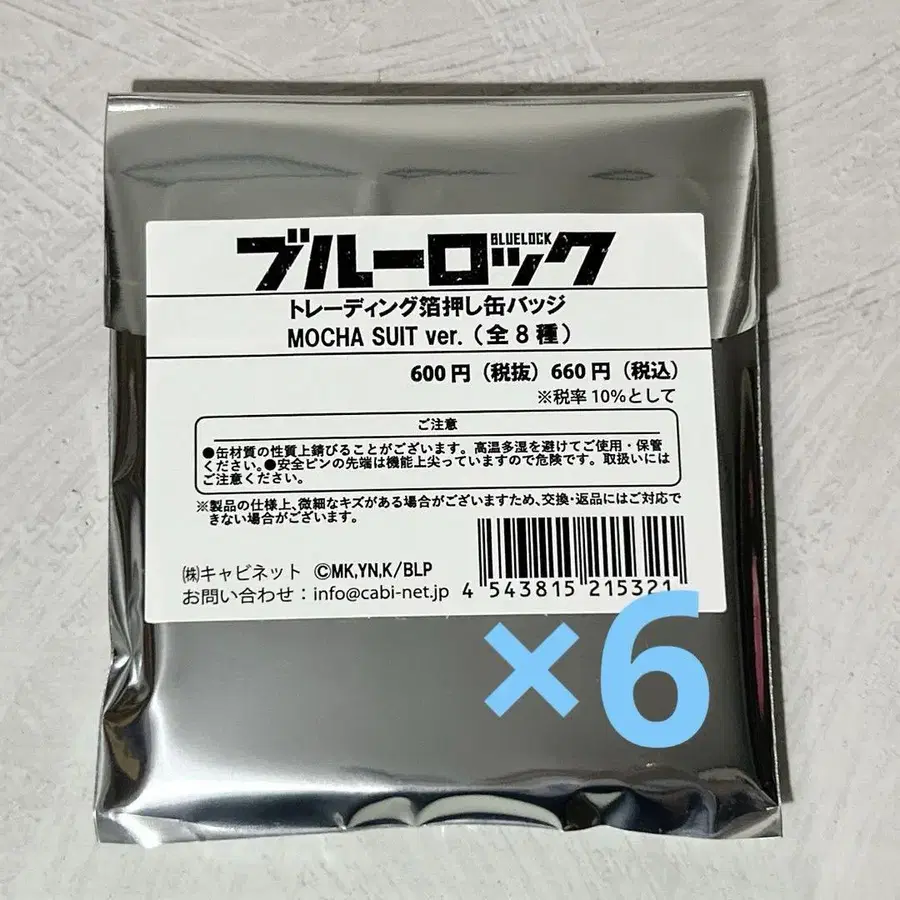 ブルーロック
BLUELOCK
トレーディング箔押し缶バッジ
MOCHA SUIT ver.（全8種）
600円（税抜）660円（税込）
※税率10%として
ご注意
●缶材質の性質上錆びることがございます。高温多湿を避けてご使用・保管
ください。●安全ピンの先端は機能上尖っていますので危険です。取扱いには
ご注意ください。
※製品の仕様上、微細なキズがある場合がございますため、交換・返品にはご対応で
きない場合がございます。
㈱キャビネット ©MK,YN,K/BLP
お問い合わせ：info@cabi-net.jp
4 543815 215321
×6